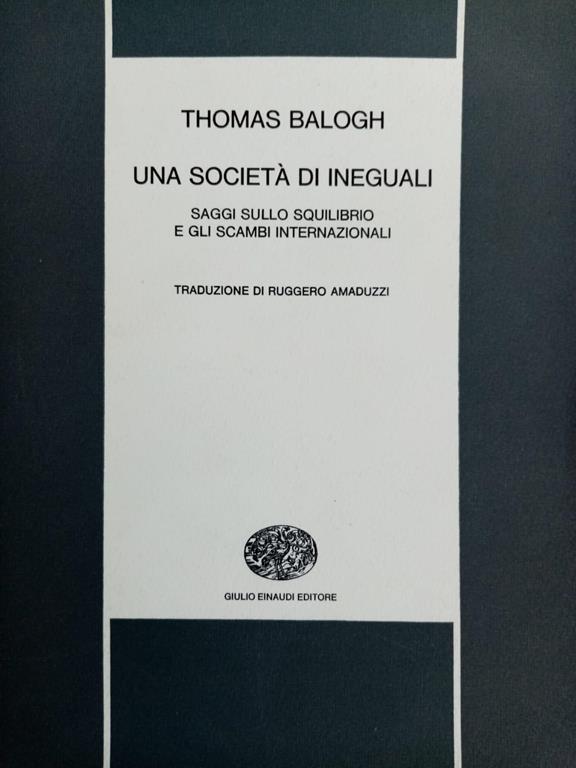 THOMAS BALOGH
UNA SOCIETÀ DI INEGUALI
SAGGI SULLO SQUILIBRIO
E GLI SCAMBI INTERNAZIONALI
TRADUZIONE DI RUGGERO AMADUZZI
GIULIO EINAUDI EDITORE